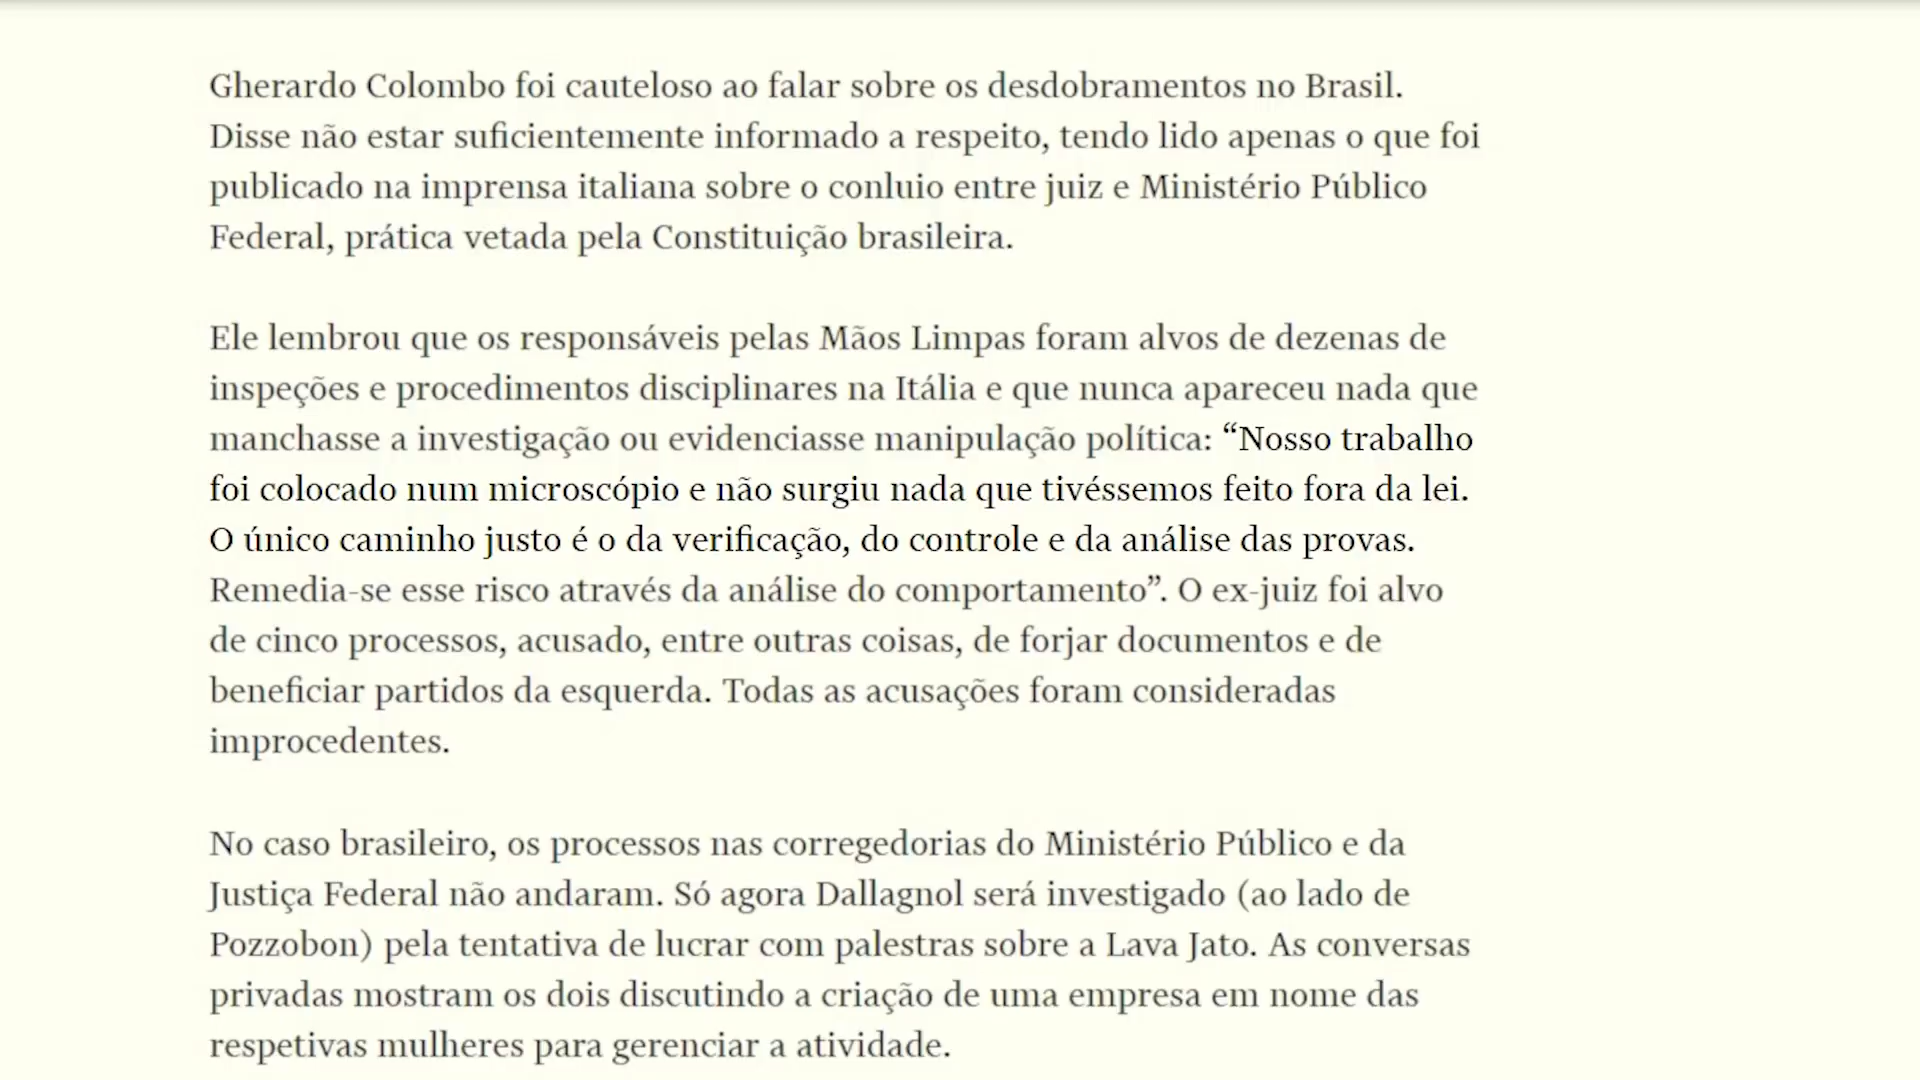 Gherardo Colombo foi cauteloso ao falar sobre os desdobramentos no Brasil.
Disse não estar suficientemente informado a respeito, tendo lido apenas o que foi
publicado na imprensa italiana sobre o conluio entre juiz e Ministério Público
Federal, prática vetada pela Constituição brasileira.
Ele lembrou que os responsáveis pelas Mãos Limpas foram alvos de dezenas de
inspeções e procedimentos disciplinares na Itália e que nunca apareceu nada que
manchasse a investigação ou evidenciasse manipulação política: “Nosso trabalho
foi colocado num microscópio e não surgiu nada que tivéssemos feito fora da lei.
O único caminho justo é o da verificação, do controle e da análise das provas.
Remedia-se esse risco através da análise do comportamento”. O ex-juiz foi alvo
de cinco processos, acusado, entre outras coisas, de forjar documentos e de
beneficiar partidos da esquerda. Todas as acusações foram consideradas
improcedentes.
No caso brasileiro, os processos nas corregedorias do Ministério Público e da
Justiça Federal não andaram. Só agora Dallagnol será investigado (ao lado de
Pozzobon) pela tentativa de lucrar com palestras sobre a Lava Jato. As conversas
privadas mostram os dois discutindo a criação de uma empresa em nome das
respetivas mulheres para gerenciar a atividade.